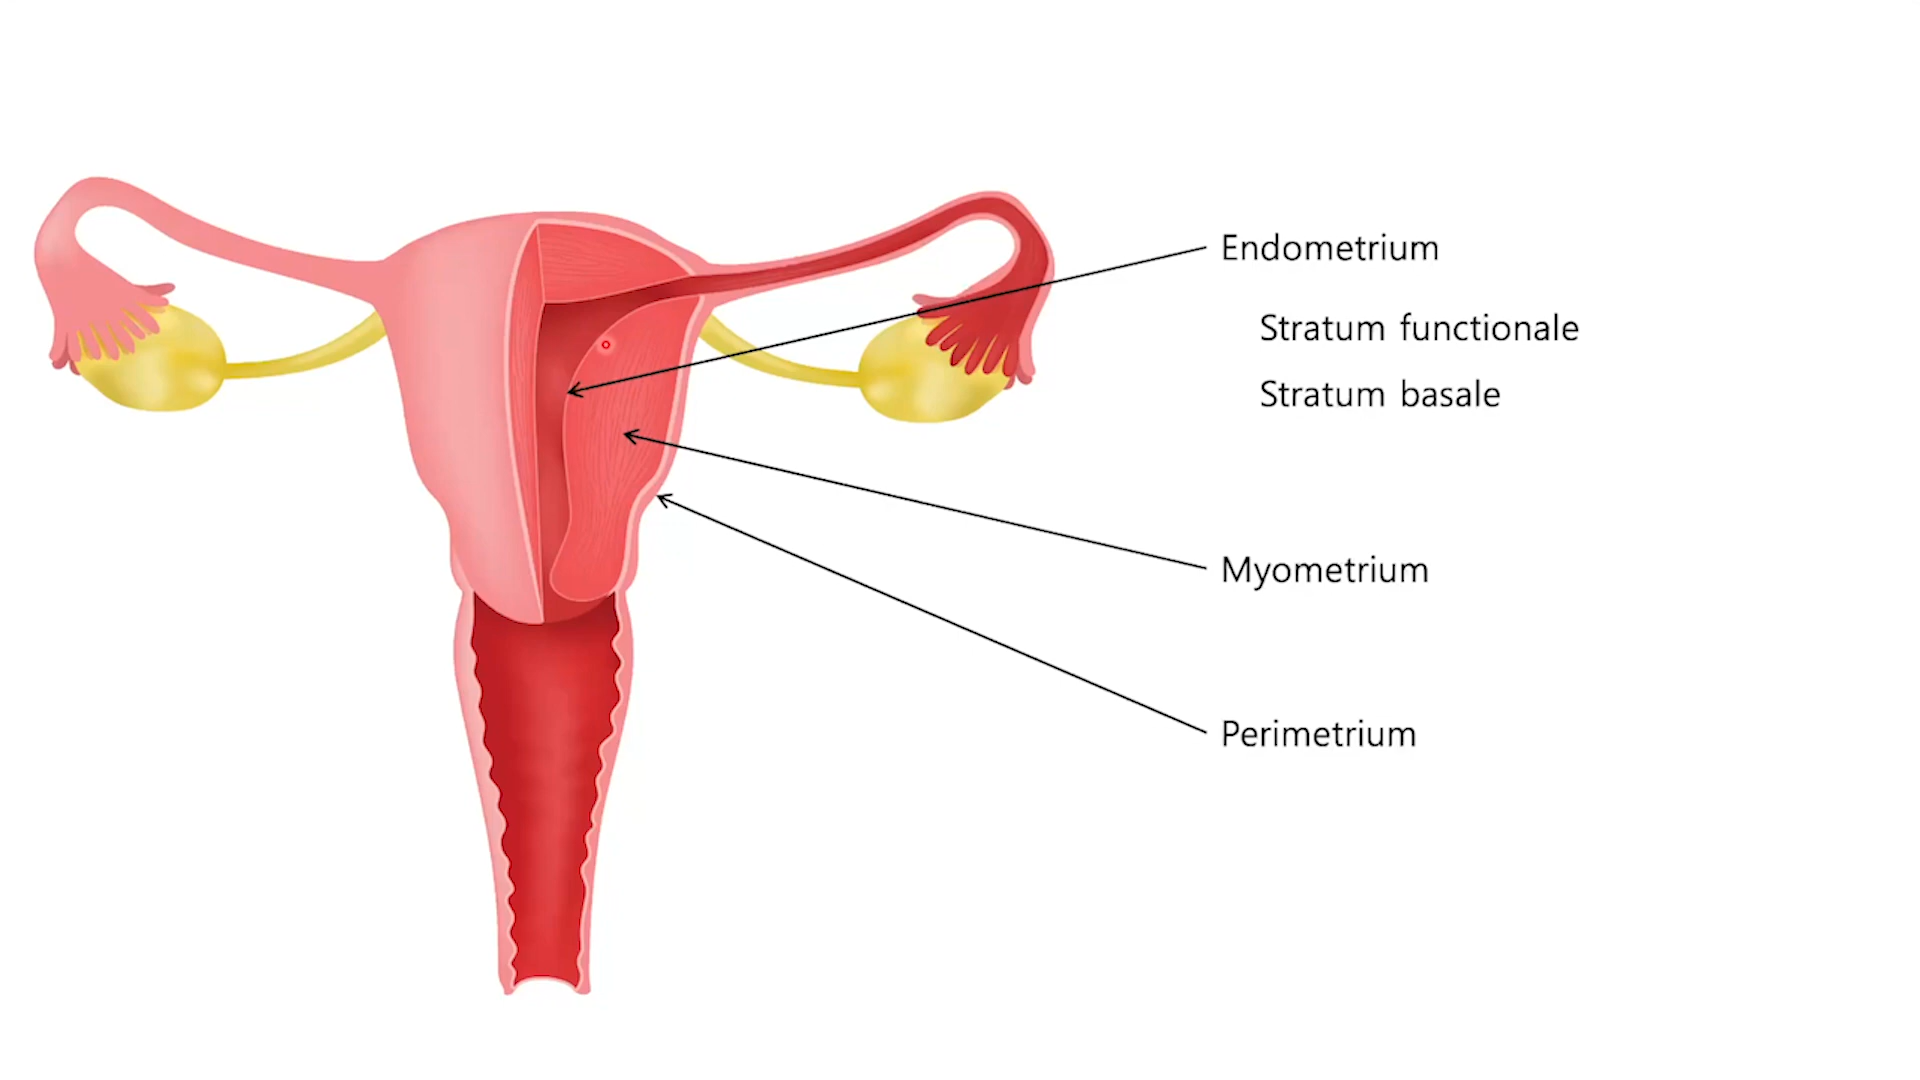 Endometrium
Stratum functionale
Stratum basale
Myometrium
Perimetrium